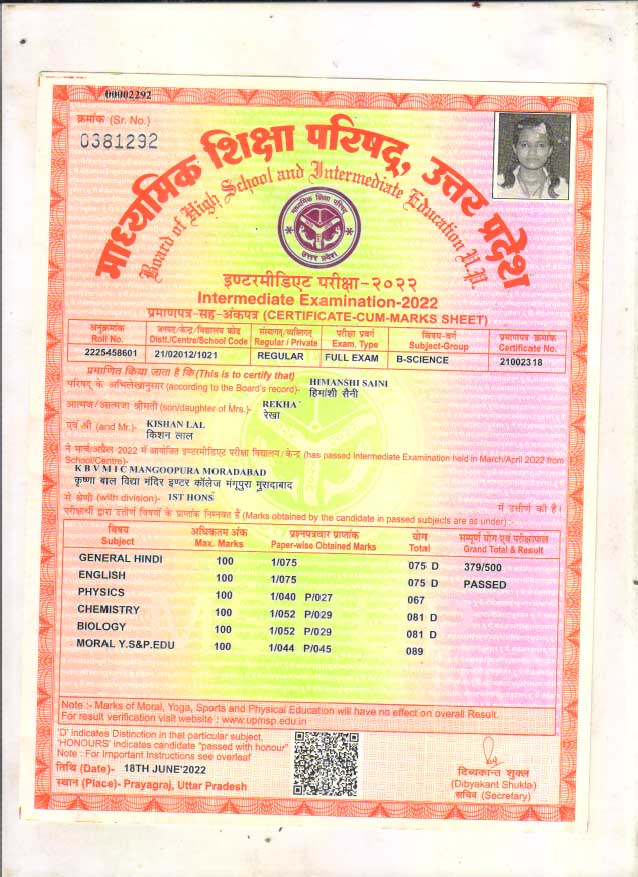 00002292
क्रमांक (Sr. No.)
0381292
माध्यमिक शिक्षा परिषद, उत्तर प्रदेश
Board of High School and Intermediate Education U.P.
माध्यमिक शिक्षा परिषद्
उत्तर प्रदेश
इण्टरमीडिएट परीक्षा-२०२२
Intermediate Examination-2022
प्रमाणपत्र-सह-अंकपत्र (CERTIFICATE-CUM-MARKS SHEET)
अनुक्रमांक जनपद/केन्द्र/विद्यालय कोड संस्थागत/व्यक्तिगत परीक्षा प्रवर्ग विषय-वर्ग प्रमाणपत्र क्रमांक
Roll No. Distt./Centre/School Code Regular / Private Exam. Type Subject-Group Certificate No.
2225458601 21/02012/1021 REGULAR FULL EXAM B-SCIENCE 21002318
प्रमाणित किया जाता है कि (This is to certify that)
परिषद के अभिलेखानुसार (according to the Board's record)- HIMANSHI SAINI
हिमांशी सैनी
आत्मज/आत्मजा श्रीमती (son/daughter of Mrs.)- REKHA
रेखा
एवं श्री (and Mr.)- KISHAN LAL
किशन लाल
ने मार्च/अप्रैल 2022 में आयोजित इण्टरमीडिएट परीक्षा विद्यालय/केन्द्र (has passed Intermediate Examination held in March/April 2022 from
School/Centre)-
K B V M I C MANGOOPURA MORADABAD
कृष्णा बाल विद्या मंदिर इण्टर कॉलेज मंगूपुरा मुरादाबाद
से श्रेणी (with division)- 1ST HONS में उत्तीर्ण की है।
परीक्षार्थी द्वारा उत्तीर्ण विषयों के प्राप्तांक निम्नवत हैं (Marks obtained by the candidate in passed subjects are as under) :-
विषय अधिकतम अंक प्रश्नपत्रवार प्राप्तांक योग सम्पूर्ण योग एवं परीक्षाफल
Subject Max. Marks Paper-wise Obtained Marks Total Grand Total & Result
GENERAL HINDI 100 1/075 075 D 379/500
ENGLISH 100 1/075 075 D PASSED
PHYSICS 100 1/040 P/027 067
CHEMISTRY 100 1/052 P/029 081 D
BIOLOGY 100 1/052 P/029 081 D
MORAL Y.S&P.EDU 100 1/044 P/045 089
Note :- Marks of Moral, Yoga, Sports and Physical Education will have no effect on overall Result.
For result verification visit website : www.upmsp.edu.in
'D' indicates Distinction in that particular subject,
'HONOURS' indicates candidate "passed with honour"
Note : For Important Instructions see overleaf
तिथि (Date)- 18TH JUNE'2022
स्थान (Place)- Prayagraj, Uttar Pradesh
दिब्यकान्त शुक्ल
(Dibyakant Shukla)
सचिव (Secretary)